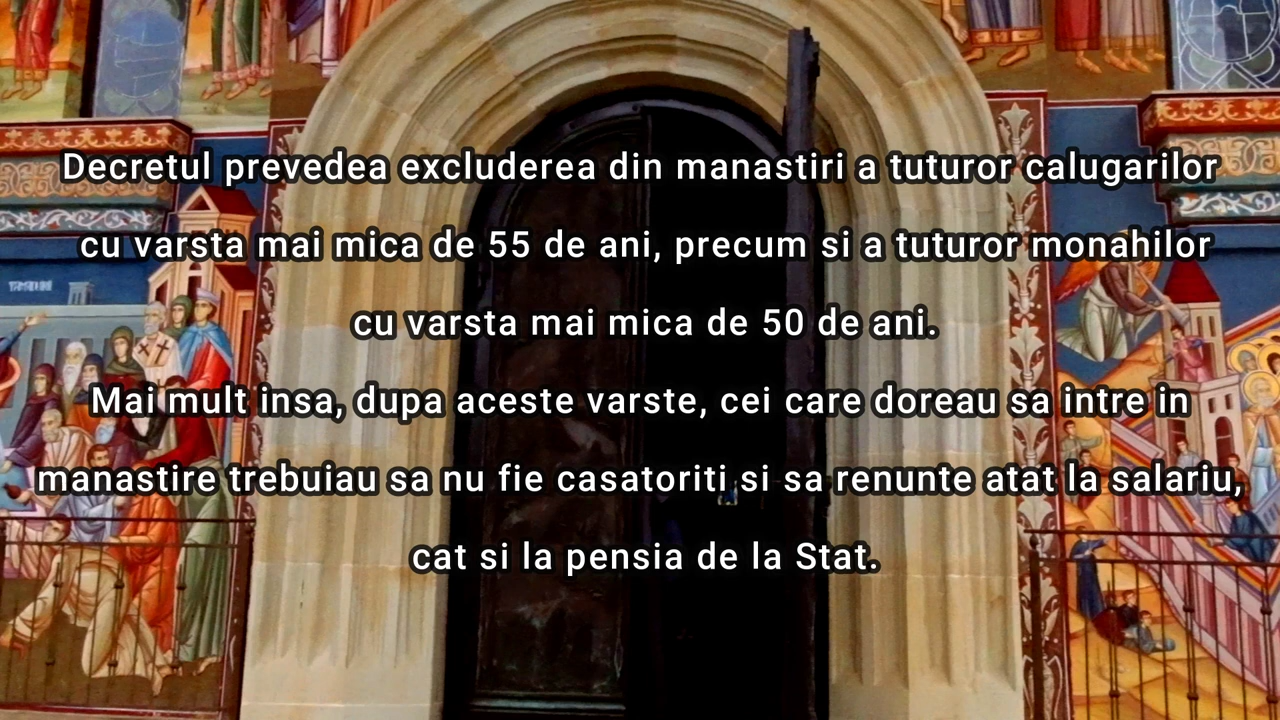 Decretul prevedea excluderea din manastiri a tuturor calugarilor
cu varsta mai mica de 55 de ani, precum si a tuturor monahilor
cu varsta mai mica de 50 de ani.
Mai mult insa, dupa aceste varste, cei care doreau sa intre in
manastire trebuiau sa nu fie casatoriti si sa renunte atat la salariu,
cat si la pensia de la Stat.